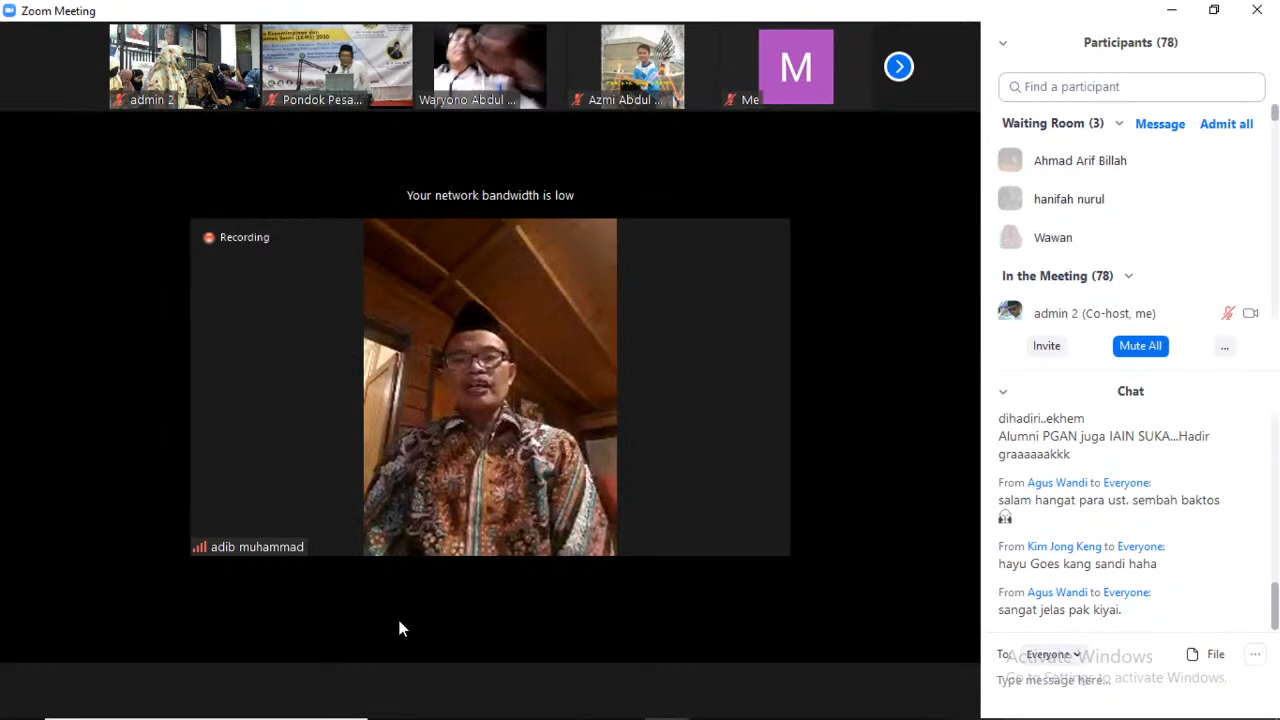 Zoom Meeting
admin 2
Pondok Pesa...
Waryono Abdul ...
Azmi Abdul ...
M
Me
Your network bandwidth is low
Recording
adib muhammad
Participants (78)
Find a participant
Waiting Room (3)
Message
Admit all
Ahmad Arif Billah
hanifah nurul
Wawan
In the Meeting (78)
admin 2 (Co-host, me)
Invite
Mute All
...
Chat
dihadiri..ekhem
Alumni PGAN juga IAIN SUKA...Hadir
graaaaaakkk
From Agus Wandi to Everyone:
salam hangat para ust. sembah baktos
From Kim Jong Keng to Everyone:
hayu Goes kang sandi haha
From Agus Wandi to Everyone:
sangat jelas pak kiyai.
To: Everyone
File
...
Type message here...
Activate Windows
Go to Settings to activate Windows.